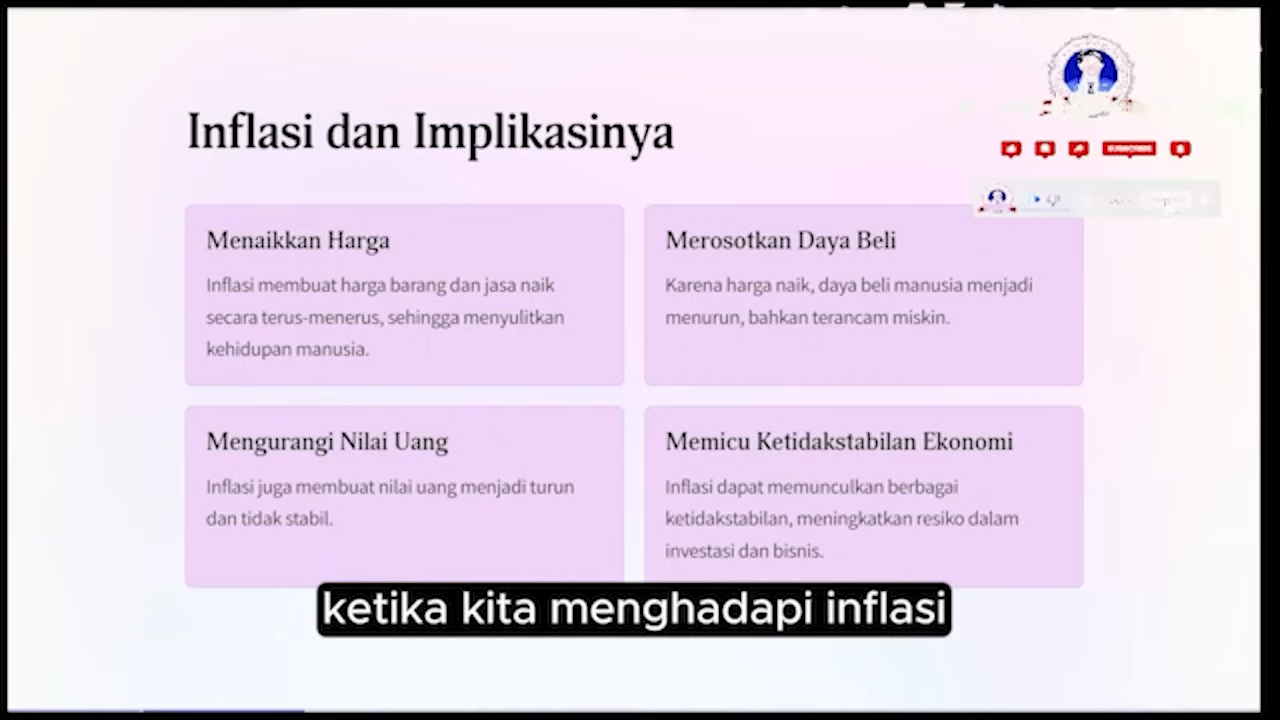 Inflasi dan Implikasinya
Menaikkan Harga
Inflasi membuat harga barang dan jasa naik
secara terus-menerus, sehingga menyulitkan
kehidupan manusia.
Merosotkan Daya Beli
Karena harga naik, daya beli manusia menjadi
menurun, bahkan terancam miskin.
Mengurangi Nilai Uang
Inflasi juga membuat nilai uang menjadi turun
dan tidak stabil.
Memicu Ketidakstabilan Ekonomi
Inflasi dapat memunculkan berbagai
ketidakstabilan, meningkatkan resiko dalam
investasi dan bisnis.
ketika kita menghadapi inflasi